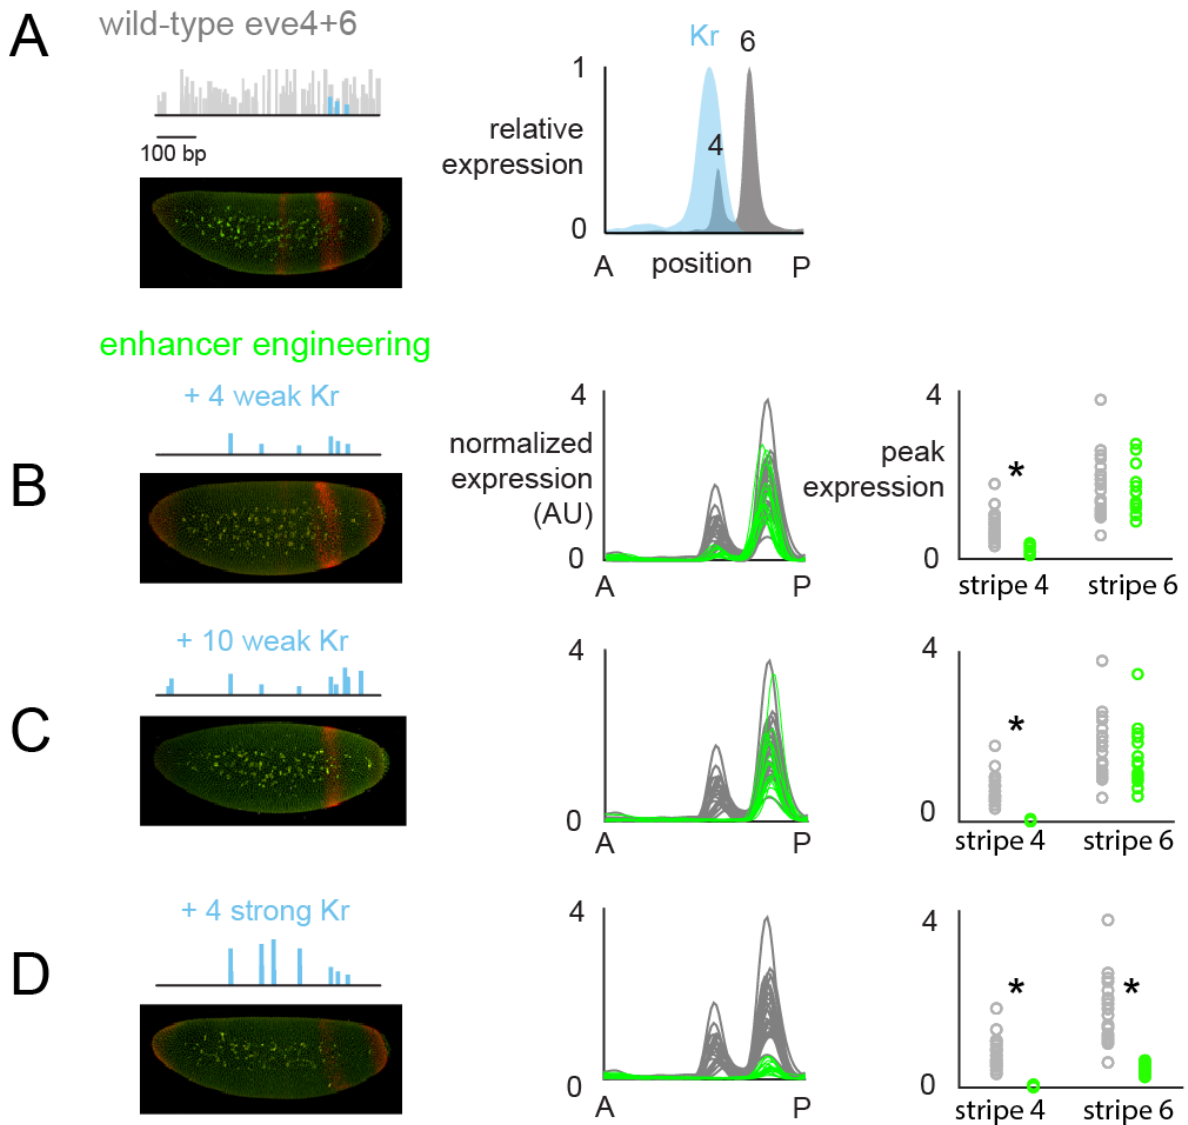 A
wild-type eve4+6
100 bp
Kr
6
1
relative
expression
4
0
A
position
P
enhancer engineering
B
+ 4 weak Kr
4
normalized
expression
(AU)
0
A
P
4
peak
expression
*
0
stripe 4
stripe 6
C
+ 10 weak Kr
4
0
A
P
4
*
0
stripe 4
stripe 6
D
+ 4 strong Kr
4
0
A
P
4
*
*
0
stripe 4
stripe 6